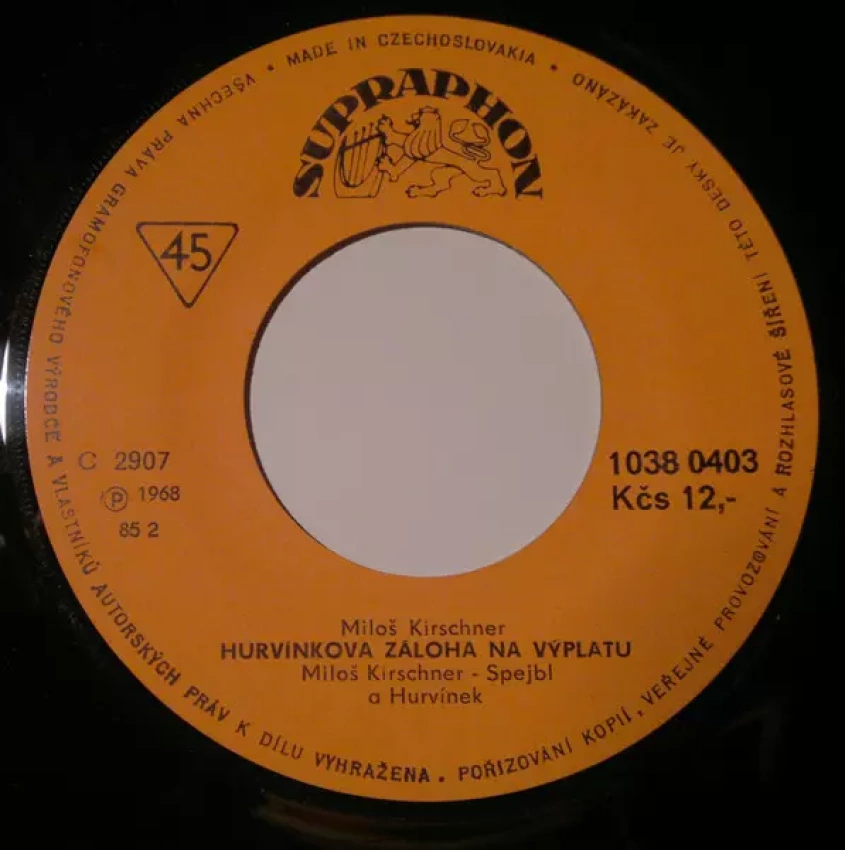 VŠECHNA PRÁVA GRAMOFONOVÉHO VÝROBCE A VLASTNÍKŮ AUTORSKÝCH PRÁV K DÍLU VYHRAŽENA. POŘIZOVÁNÍ KOPIÍ, VEŘEJNÉ PROVOZOVÁNÍ A ROZHLASOVÉ ŠÍŘENÍ TÉTO DESKY JE ZAKÁZÁNO • MADE IN CZECHOSLOVAKIA •
SUPRAPHON
45
C 2907
Ⓟ 1968
85 2
1038 0403
Kčs 12,-
Miloš Kirschner
HURVÍNKOVA ZÁLOHA NA VÝPLATU
Miloš Kirschner - Spejbl
a Hurvínek